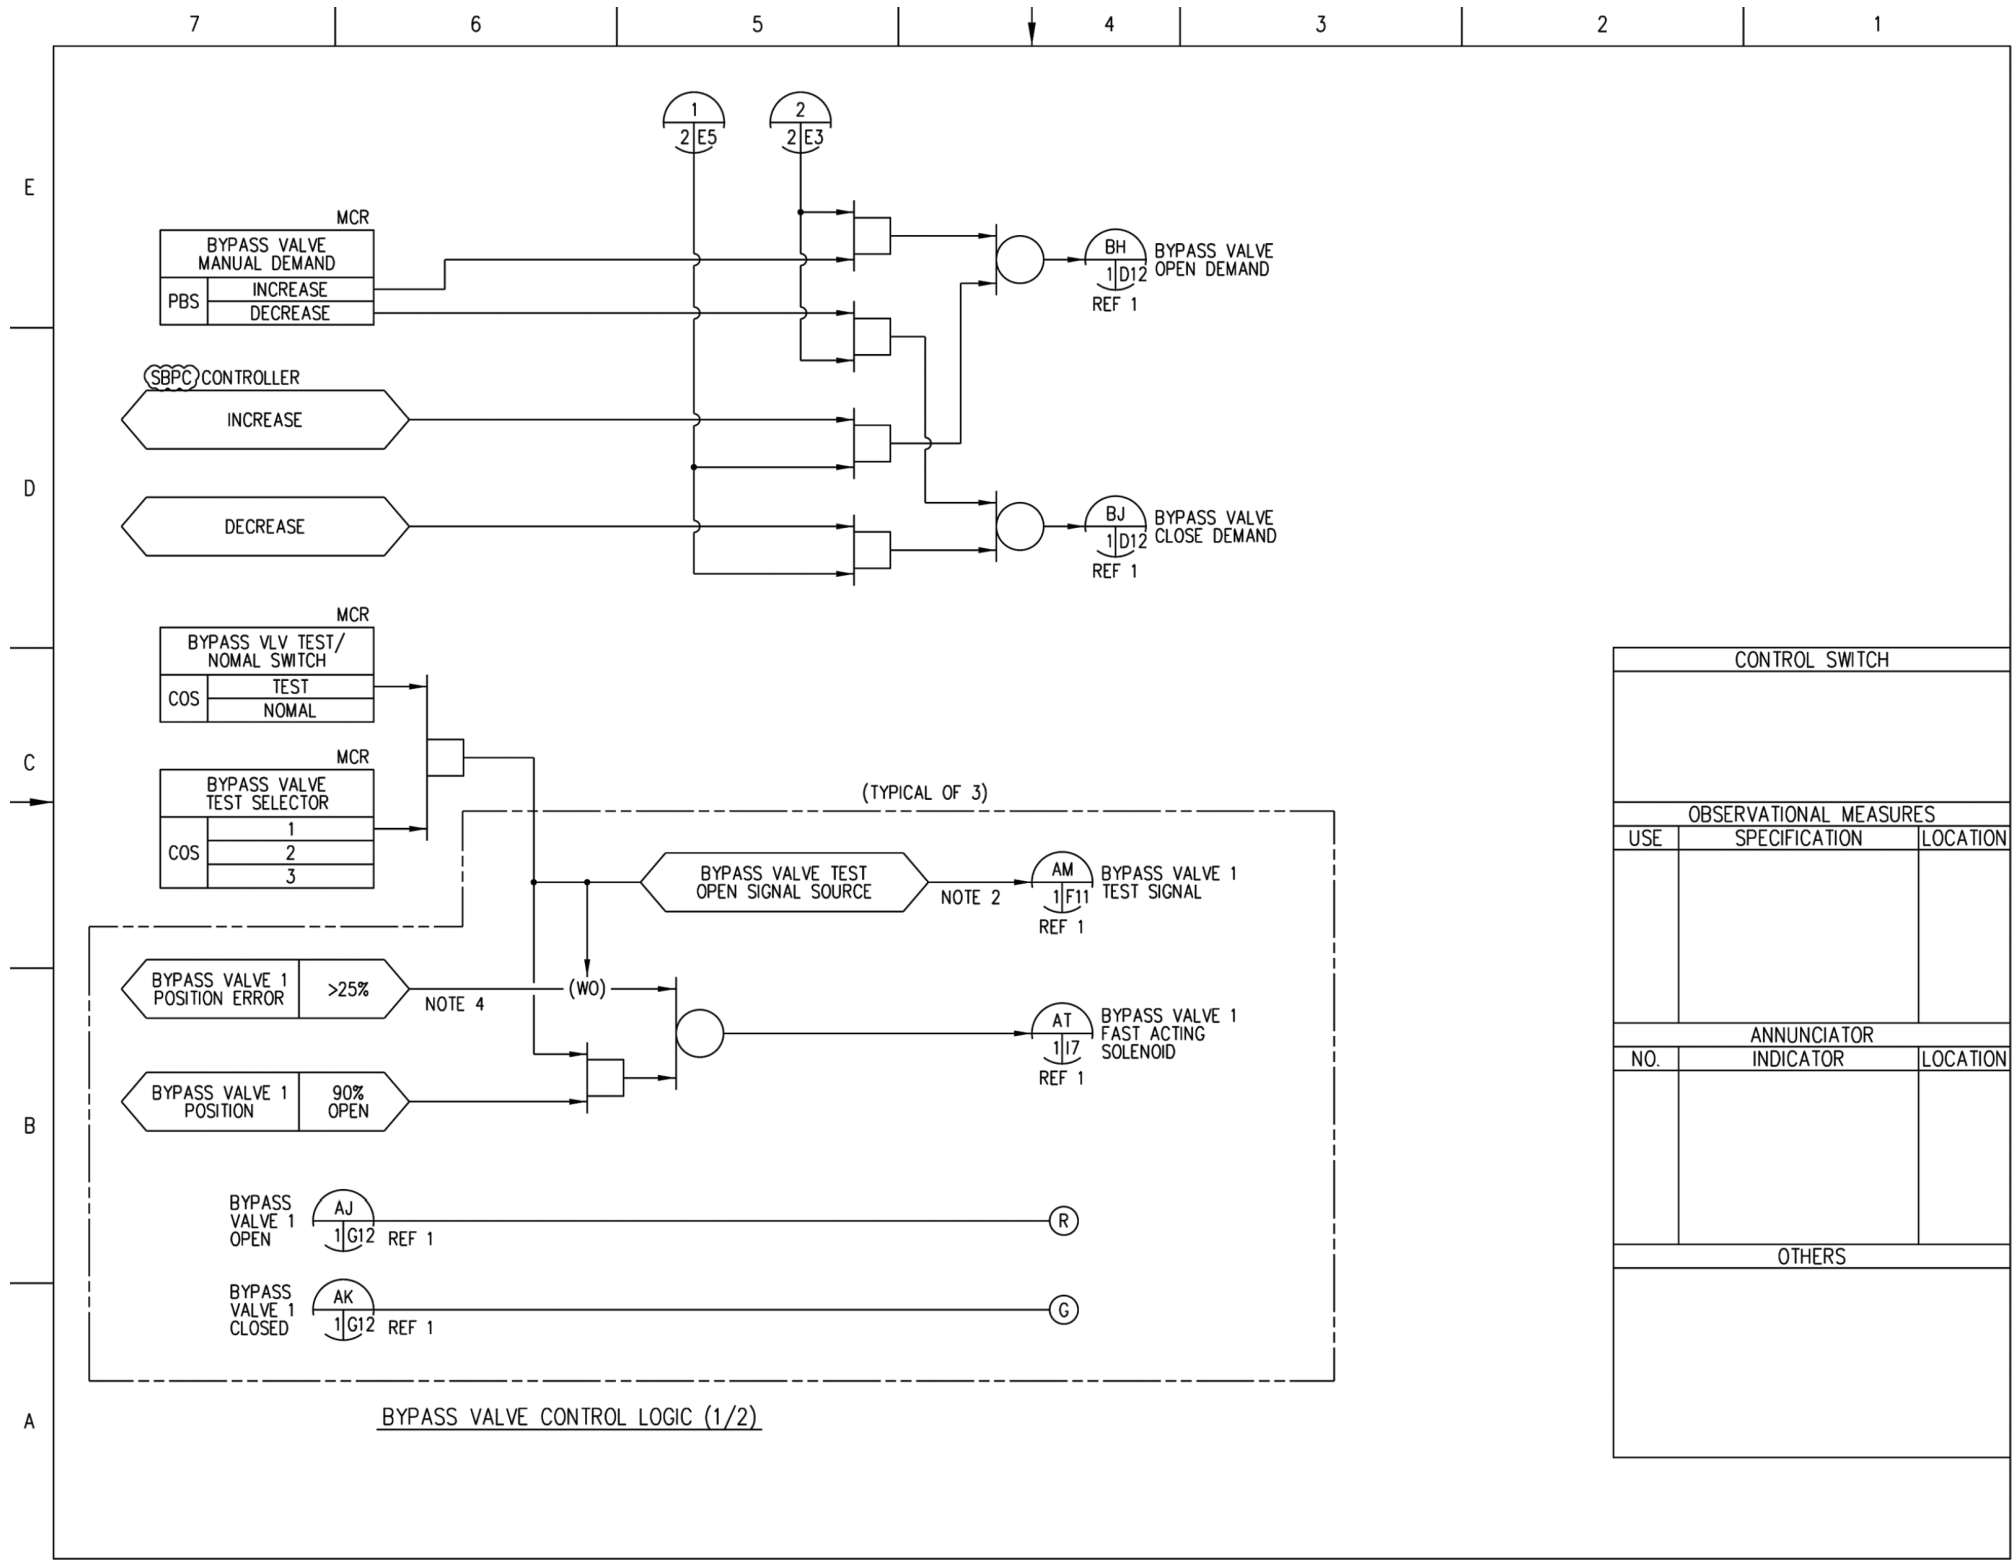 7 6 5 4 3 2 1
1 2
2 E5 2 E3
E
MCR
BYPASS VALVE
MANUAL DEMAND
PBS
INCREASE
DECREASE
BH
1 D12
REF 1
BYPASS VALVE
OPEN DEMAND
SBPC CONTROLLER
INCREASE
D
DECREASE
BJ
1 D12
REF 1
BYPASS VALVE
CLOSE DEMAND
MCR
BYPASS VLV TEST/
NOMAL SWITCH
COS
TEST
NOMAL
C
MCR
BYPASS VALVE
TEST SELECTOR
COS
1
2
3
(TYPICAL OF 3)
BYPASS VALVE TEST
OPEN SIGNAL SOURCE
NOTE 2
AM
1 F11
REF 1
BYPASS VALVE 1
TEST SIGNAL
BYPASS VALVE 1
POSITION ERROR
>25%
NOTE 4
(WO)
AT
1 I7
REF 1
BYPASS VALVE 1
FAST ACTING
SOLENOID
B
BYPASS VALVE 1
POSITION
90%
OPEN
BYPASS
VALVE 1
OPEN
AJ
1 G12
REF 1
R
BYPASS
VALVE 1
CLOSED
AK
1 G12
REF 1
G
A
BYPASS VALVE CONTROL LOGIC (1/2)
CONTROL SWITCH
OBSERVATIONAL MEASURES
USE SPECIFICATION LOCATION
ANNUNCIATOR
NO. INDICATOR LOCATION
OTHERS